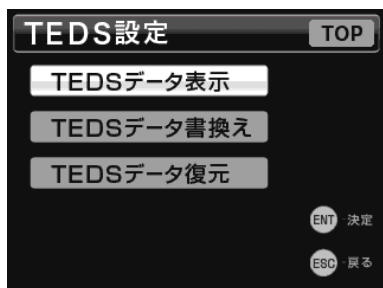 TEDS設定 TOP
TEDSデータ表示
TEDSデータ書換え
TEDSデータ復元
ENT - 決定
ESC - 戻る